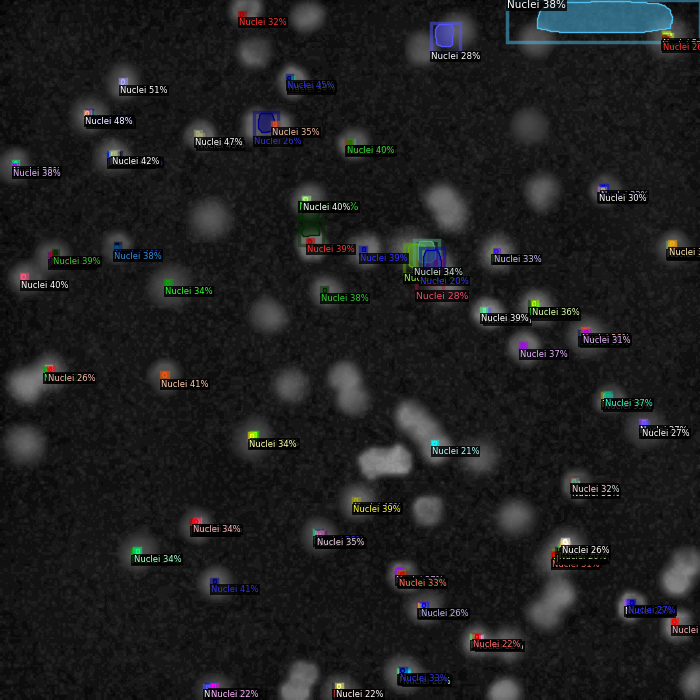 Nuclei 38%
Nuclei 32%
Nuclei 28%
Nuclei 45%
Nuclei 51%
Nuclei 48%
Nuclei 35%
Nuclei 26%
Nuclei 47%
Nuclei 40%
Nuclei 42%
Nuclei 38%
Nuclei 30%
Nuclei 40%
Nuclei 39%
Nuclei 38%
Nuclei 39%
Nuclei 33%
Nuclei 39%
Nuclei 34%
Nuclei 20%
Nuclei 40%
Nuclei 34%
Nuclei 38%
Nuclei 28%
Nuclei 36%
Nuclei 39%
Nuclei 31%
Nuclei 37%
Nuclei 26%
Nuclei 41%
Nuclei 37%
Nuclei 27%
Nuclei 34%
Nuclei 21%
Nuclei 32%
Nuclei 39%
Nuclei 34%
Nuclei 35%
Nuclei 26%
Nuclei 34%
Nuclei 33%
Nuclei 41%
Nuclei 27%
Nuclei 26%
Nuclei
Nuclei 22%
Nuclei 33%
Nuclei 22%
Nuclei 22%